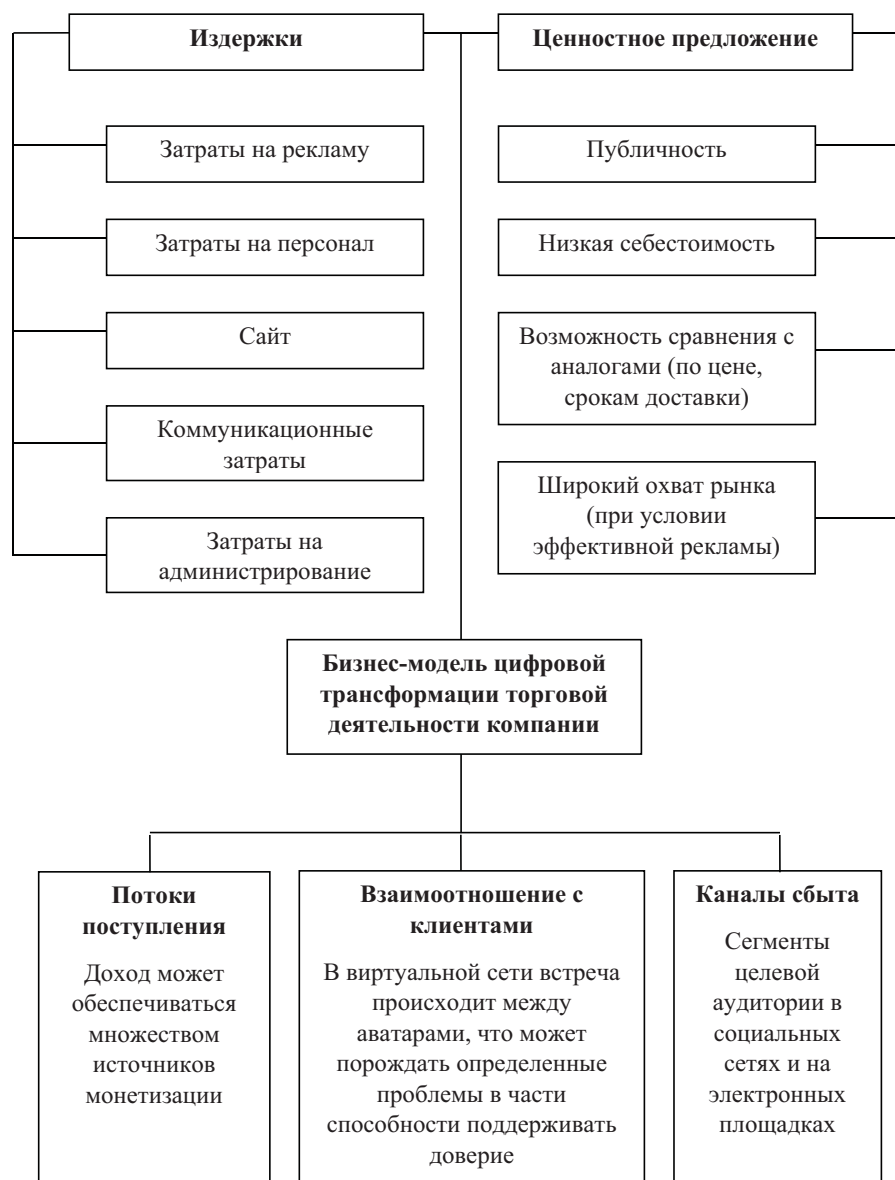 Издержки
Ценностное предложение
Затраты на рекламу
Публичность
Затраты на персонал
Низкая себестоимость
Сайт
Возможность сравнения с
аналогами (по цене,
срокам доставки)
Коммуникационные
затраты
Широкий охват рынка
(при условии
эффективной рекламы)
Затраты на
администрирование
Бизнес-модель цифровой
трансформации торговой
деятельности компании
Потоки
поступления
Доход может
обеспечиваться
множеством
источников
монетизации
Взаимоотношение с
клиентами
В виртуальной сети встреча
происходит между
аватарами, что может
порождать определенные
проблемы в части
способности поддерживать
доверие
Каналы сбыта
Сегменты
целевой
аудитории в
социальных
сетях и на
электронных
площадках